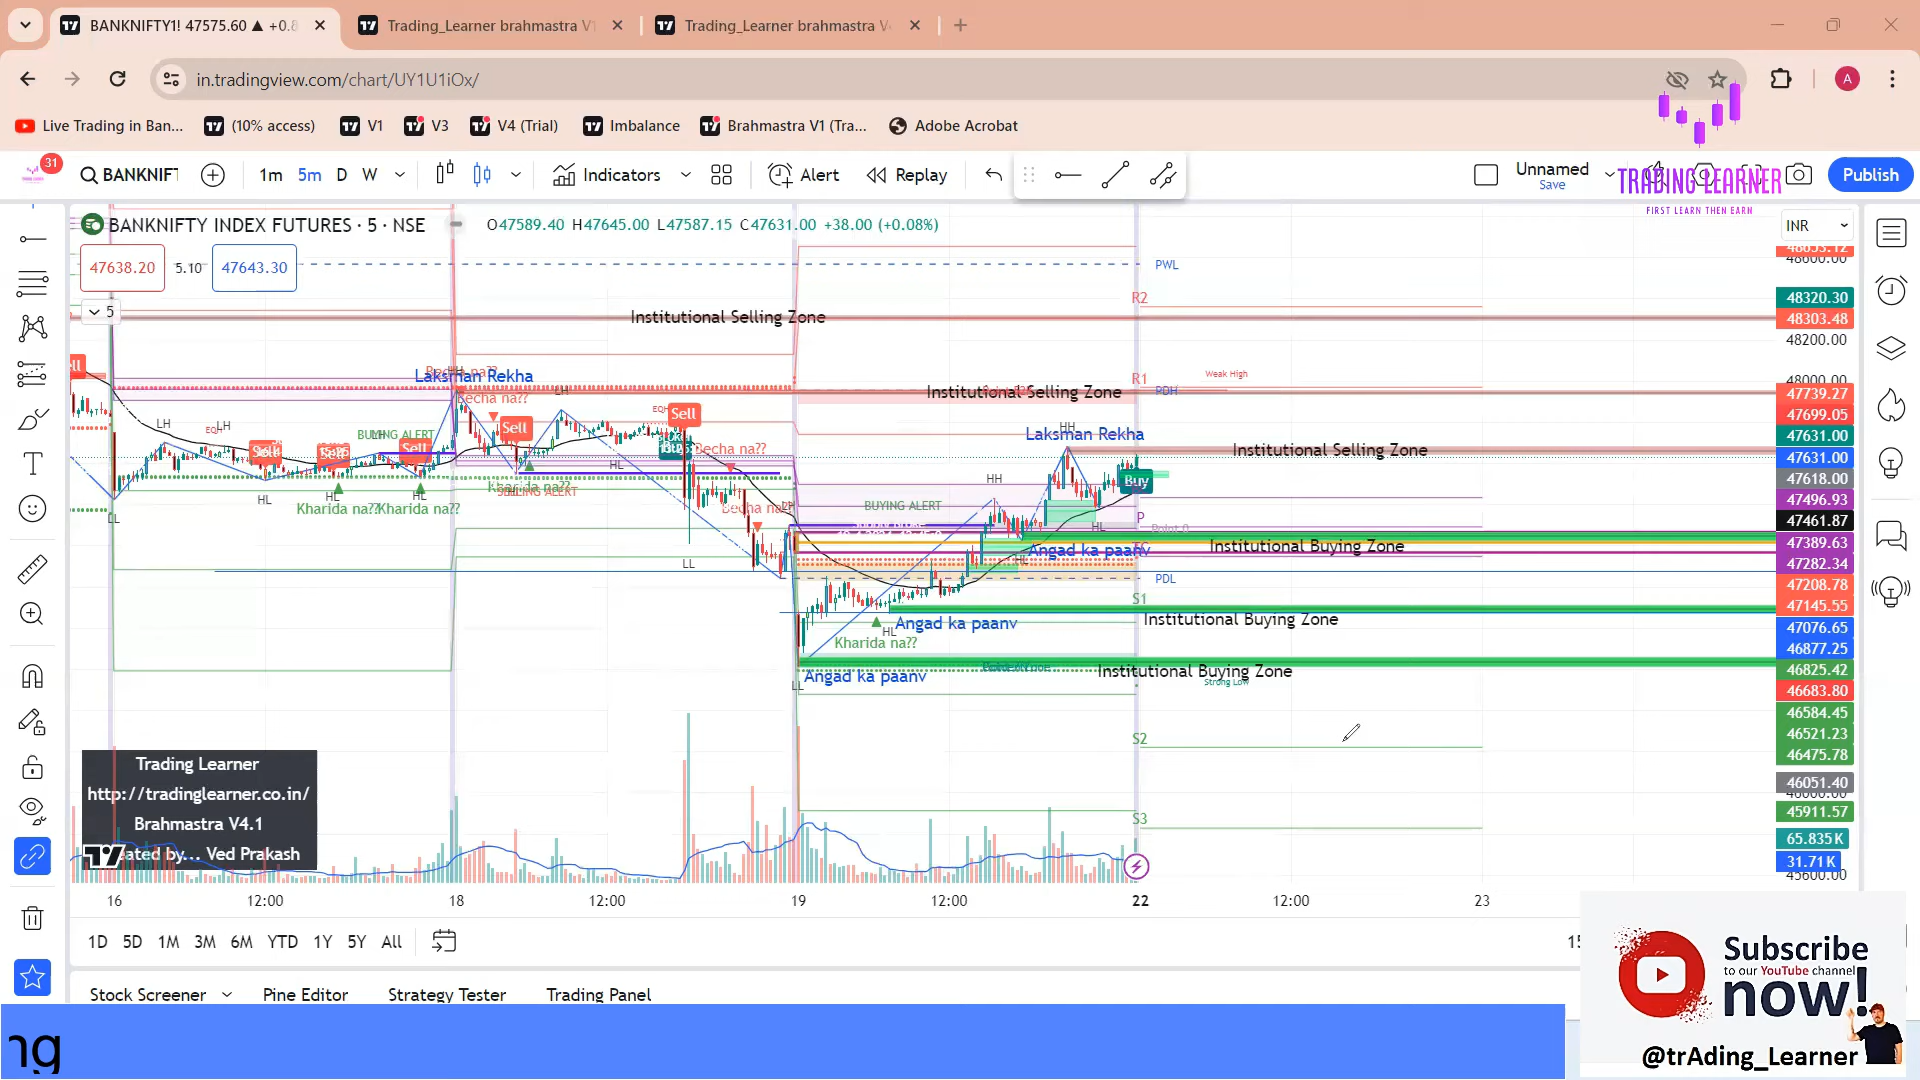 BANKNIFTY1! 47575.60 ▲ +0.8
Trading_Learner brahmastra V
Trading_Learner brahmastra V
in.tradingview.com/chart/UY1U1iOx/
A
Live Trading in Ban...
(10% access)
V1
V3
V4 (Trial)
Imbalance
Brahmastra V1 (Tra...
Adobe Acrobat
31
BANKNIFT
1m
5m
D
W
Indicators
Alert
Replay
Unnamed
Save
Publish
TRADING LEARNER
FIRST LEARN THEN EARN
BANKNIFTY INDEX FUTURES · 5 · NSE
O47589.40 H47645.00 L47587.15 C47631.00 +38.00 (+0.08%)
INR
47638.20
5.10
47643.30
5
PWL
R2
Institutional Selling Zone
Laksman Rekha
Becha na??
R1
PDH
Weak High
Institutional Selling Zone
Laksman Rekha
HH
Institutional Selling Zone
LH
LH
LH
EQH
Sell
Sell
Sell
Sell
BUYING ALERT
Becha na??
HL
HL
HL
HL
LL
LL
Kharida na??
Kharida na??
SELLING ALERT
HH
Buy
BUYING ALERT
P
HL
Angad ka paanv
Institutional Buying Zone
PDL
S1
Institutional Buying Zone
Angad ka paanv
HL
Kharida na??
Institutional Buying Zone
Strong Low
Angad ka paanv
LL
S2
S3
48600.00
48320.30
48303.48
48200.00
48000.00
47739.27
47699.05
47631.00
47631.00
47618.00
47496.93
47461.87
47389.63
47282.34
47208.78
47145.55
47076.65
46877.25
46825.42
46683.80
46584.45
46521.23
46475.78
46051.40
46000.00
45911.57
65.835K
31.71K
45600.00
Trading Learner
http://tradinglearner.co.in/
Brahmastra V4.1
eated by... Ved Prakash
16
12:00
18
12:00
19
12:00
22
12:00
23
1D
5D
1M
3M
6M
YTD
1Y
5Y
All
15
Stock Screener
Pine Editor
Strategy Tester
Trading Panel
ng
Subscribe
to our YouTube channel
now!
@trAding_Learner